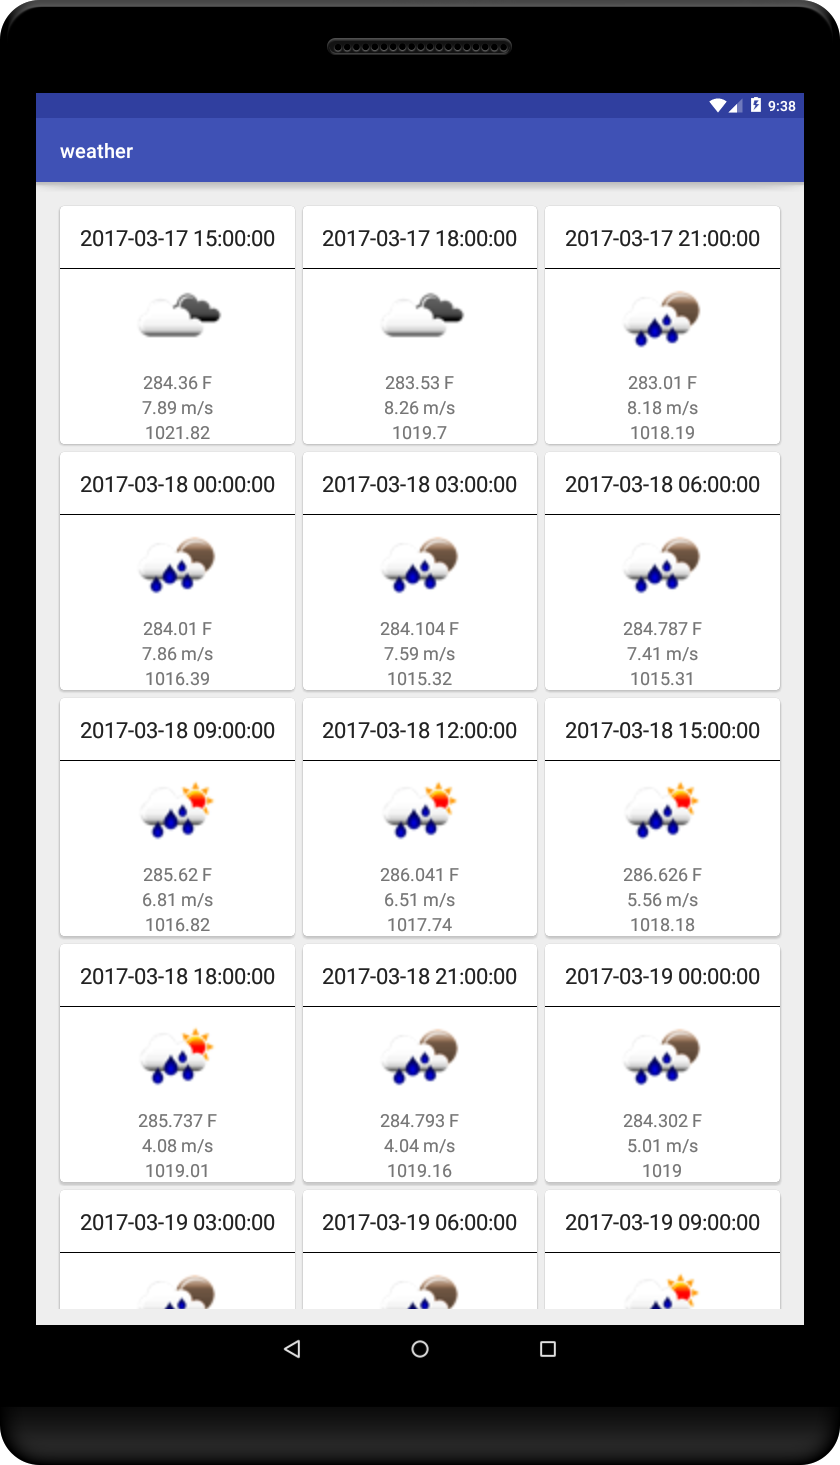 9:38
weather
2017-03-17 15:00:00
284.36 F
7.89 m/s
1021.82
2017-03-17 18:00:00
283.53 F
8.26 m/s
1019.7
2017-03-17 21:00:00
283.01 F
8.18 m/s
1018.19
2017-03-18 00:00:00
284.01 F
7.86 m/s
1016.39
2017-03-18 03:00:00
284.104 F
7.59 m/s
1015.32
2017-03-18 06:00:00
284.787 F
7.41 m/s
1015.31
2017-03-18 09:00:00
285.62 F
6.81 m/s
1016.82
2017-03-18 12:00:00
286.041 F
6.51 m/s
1017.74
2017-03-18 15:00:00
286.626 F
5.56 m/s
1018.18
2017-03-18 18:00:00
285.737 F
4.08 m/s
1019.01
2017-03-18 21:00:00
284.793 F
4.04 m/s
1019.16
2017-03-19 00:00:00
284.302 F
5.01 m/s
1019
2017-03-19 03:00:00
2017-03-19 06:00:00
2017-03-19 09:00:00